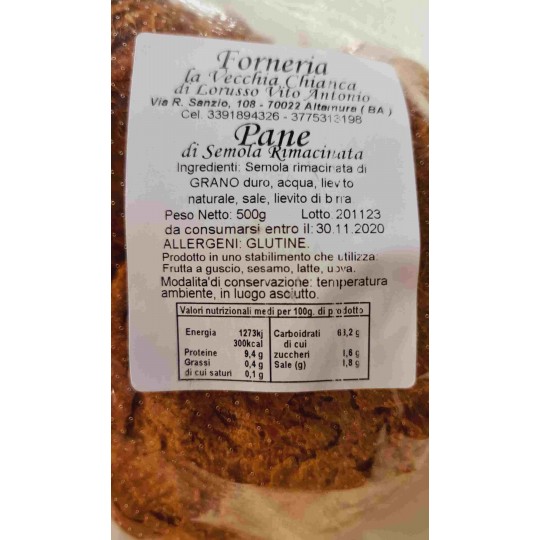 Forneria
la Vecchia Chianca
di Lorusso Vito Antonio
Via R. Sanzio, 108 - 70022 Altamura ( BA )
Cel. 3391894326 - 3775313198
Pane
di Semola Rimacinata
Ingredienti: Semola rimacinata di
GRANO duro, acqua, lievito
naturale, sale, lievito di birra
Peso Netto: 500g Lotto 201123
da consumarsi entro il: 30.11.2020
ALLERGENI: GLUTINE.
Prodotto in uno stabilimento che utilizza:
Frutta a guscio, sesamo, latte, uova.
Modalita'di conservazione: temperatura
ambiente, in luogo asciutto.
Valori nutrizionali medi per 100g. di prodotto
Energia 1273kj Carboidrati 61,2 g
300kcal di cui
Proteine 9,4 g zuccheri 1,6 g
Grassi 0,4 g Sale (g) 1,8 g
di cui saturi 0,1 g